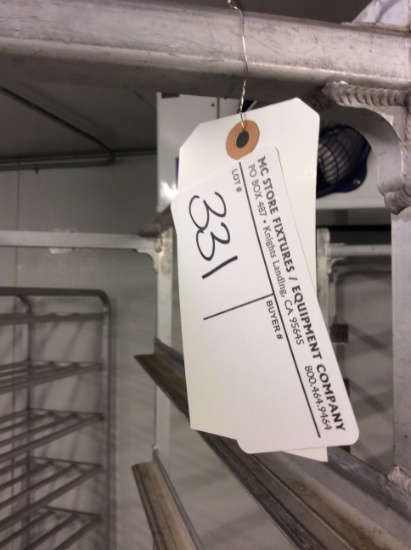 MC STORE FIXTURES / EQUIPMENT COMPANY
PO BOX 487 • Knights Landing, CA 95645 800.464.9464
LOT # BUYER #
331